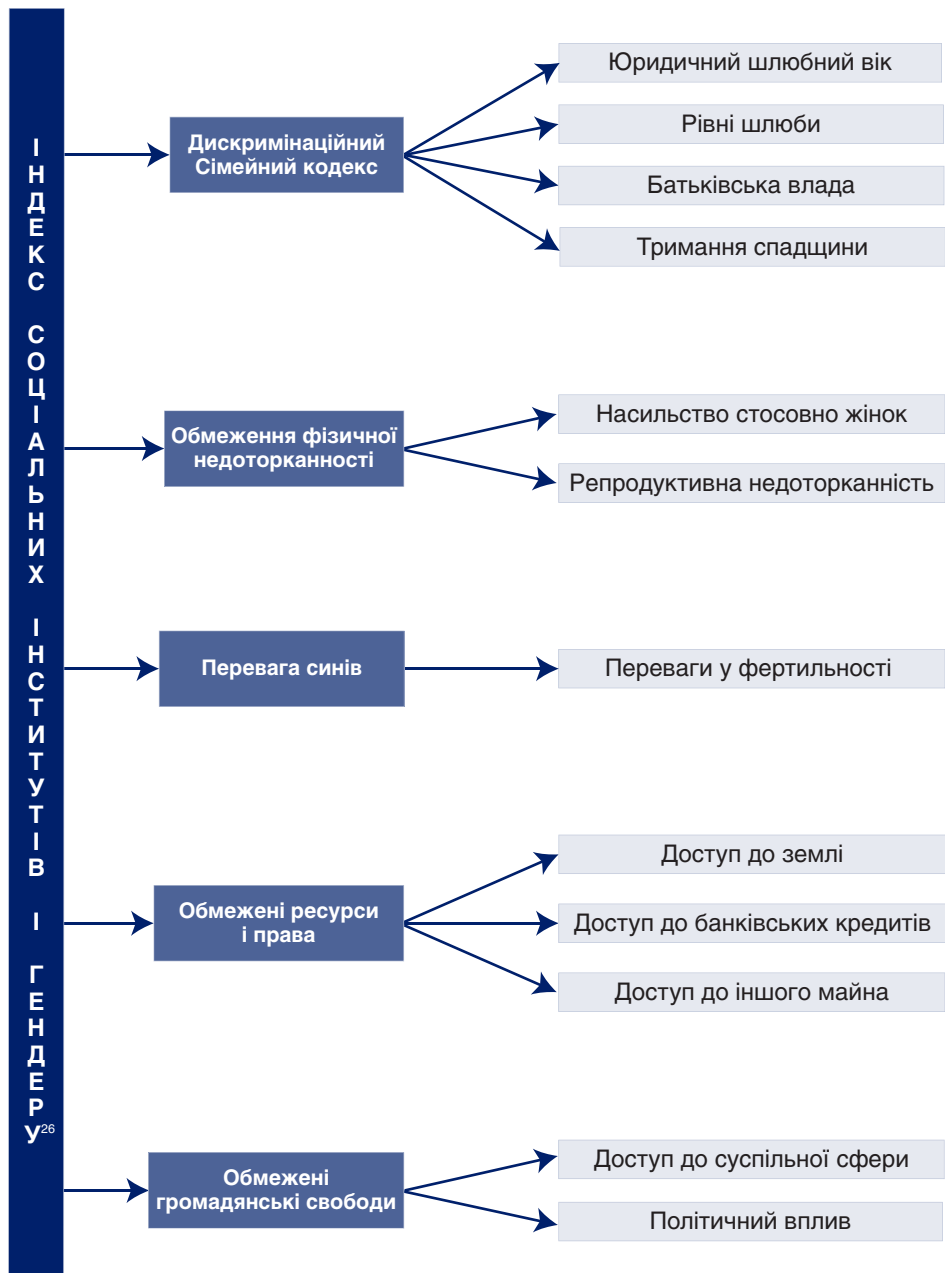 ІНДЕКС СОЦІАЛЬНИХ ІНСТИТУТІВ І ГЕНДЕРУ26
Дискримінаційний
Сімейний кодекс
Юридичний шлюбний вік
Рівні шлюби
Батьківська влада
Тримання спадщини
Обмеження фізичної
недоторканності
Насильство стосовно жінок
Репродуктивна недоторканність
Перевага синів
Переваги у фертильності
Обмежені ресурси
і права
Доступ до землі
Доступ до банківських кредитів
Доступ до іншого майна
Обмежені
громадянські свободи
Доступ до суспільної сфери
Політичний вплив